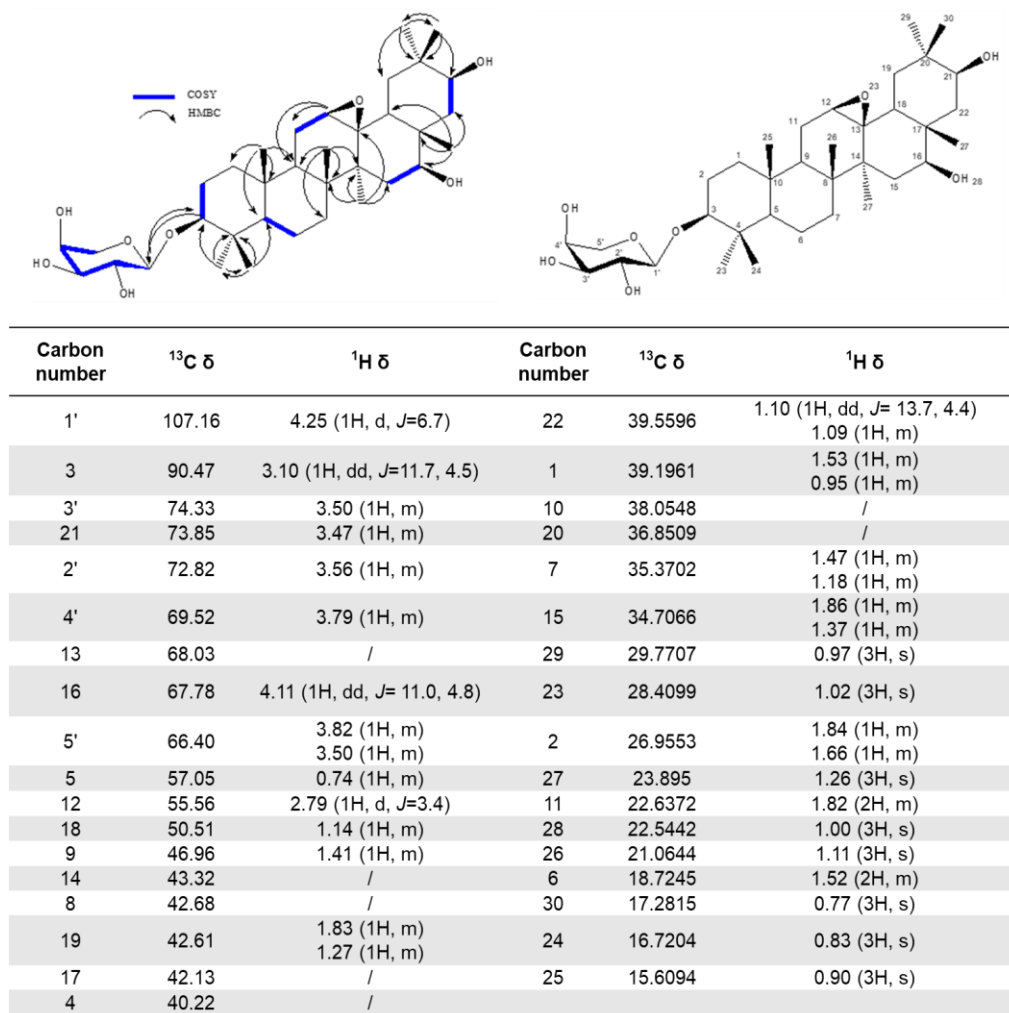 COSY
HMBC
OH
O
OH
OH
O
O
HO
OH
29 30
20 OH
19 21
O 23
12 18 22
11 13 17
25 26 27
1 9 14 16
2 10 8 15 OH 28
3 5 7 27
OH O 4 6
4' 5' O 23 24
HO 2' 1'
3' OH
Carbon number ¹³C δ ¹H δ Carbon number ¹³C δ ¹H δ
1' 107.16 4.25 (1H, d, J=6.7) 22 39.5596 1.10 (1H, dd, J= 13.7, 4.4)
1.09 (1H, m)
3 90.47 3.10 (1H, dd, J=11.7, 4.5) 1 39.1961 1.53 (1H, m)
0.95 (1H, m)
3' 74.33 3.50 (1H, m) 10 38.0548 /
21 73.85 3.47 (1H, m) 20 36.8509 /
2' 72.82 3.56 (1H, m) 7 35.3702 1.47 (1H, m)
1.18 (1H, m)
4' 69.52 3.79 (1H, m) 15 34.7066 1.86 (1H, m)
1.37 (1H, m)
13 68.03 / 29 29.7707 0.97 (3H, s)
16 67.78 4.11 (1H, dd, J= 11.0, 4.8) 23 28.4099 1.02 (3H, s)
5' 66.40 3.82 (1H, m) 2 26.9553 1.84 (1H, m)
3.50 (1H, m) 1.66 (1H, m)
5 57.05 0.74 (1H, m) 27 23.895 1.26 (3H, s)
12 55.56 2.79 (1H, d, J=3.4) 11 22.6372 1.82 (2H, m)
18 50.51 1.14 (1H, m) 28 22.5442 1.00 (3H, s)
9 46.96 1.41 (1H, m) 26 21.0644 1.11 (3H, s)
14 43.32 / 6 18.7245 1.52 (2H, m)
8 42.68 / 30 17.2815 0.77 (3H, s)
19 42.61 1.83 (1H, m) 24 16.7204 0.83 (3H, s)
1.27 (1H, m)
17 42.13 / 25 15.6094 0.90 (3H, s)
4 40.22 /